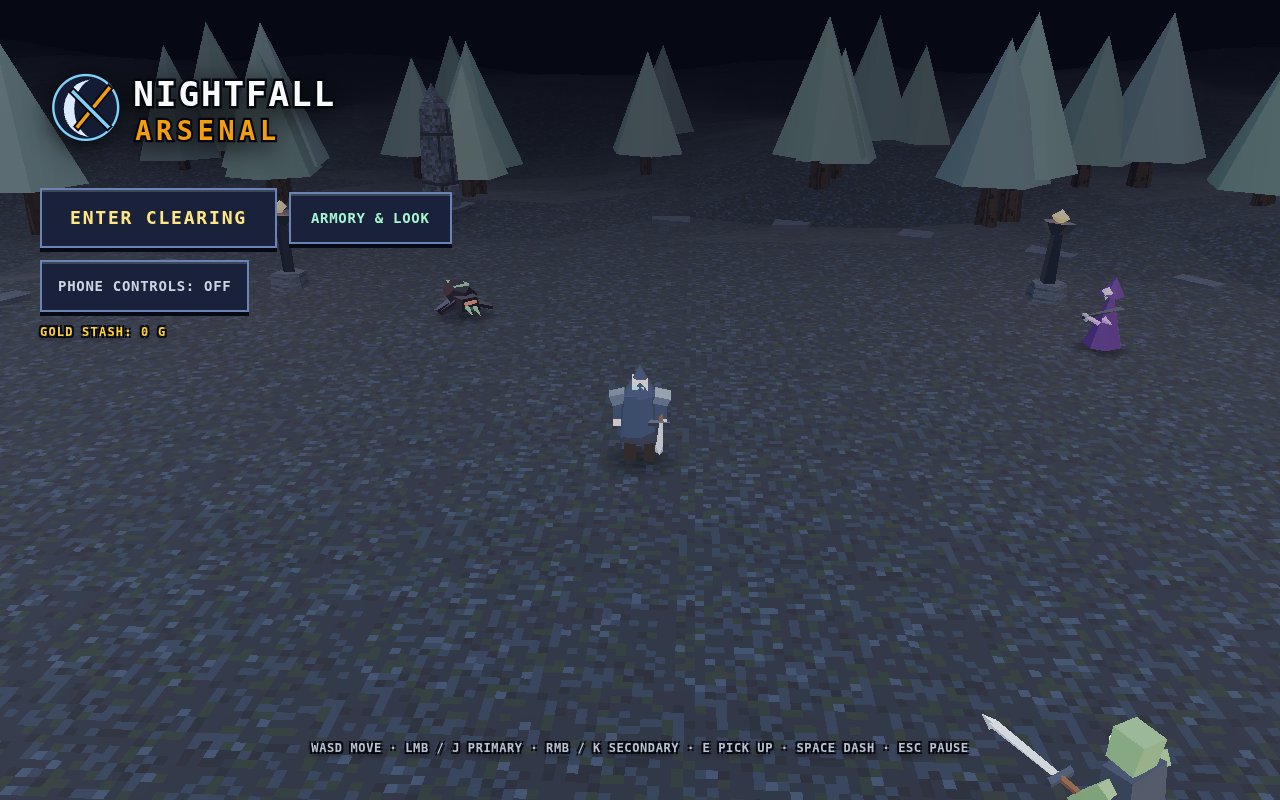 NIGHTFALL
ARSENAL
ENTER CLEARING
ARMORY & LOOK
PHONE CONTROLS: OFF
GOLD STASH: 0 G
WASD MOVE · LMB / J PRIMARY · RMB / K SECONDARY · E PICK UP · SPACE DASH · ESC PAUSE